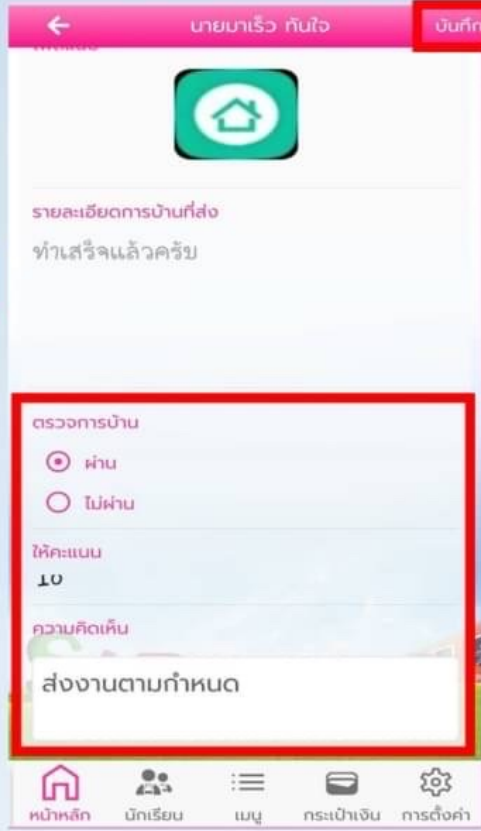 นายมาเร็ว ทันใจ
บันทึก
รายละเอียดการบ้านที่ส่ง
ทำเสร็จแล้วครับ
ตรวจการบ้าน
ผ่าน
ไม่ผ่าน
ให้คะแนน
10
ความคิดเห็น
ส่งงานตามกำหนด
หน้าหลัก นักเรียน เมนู กระเป๋าเงิน การตั้งค่า